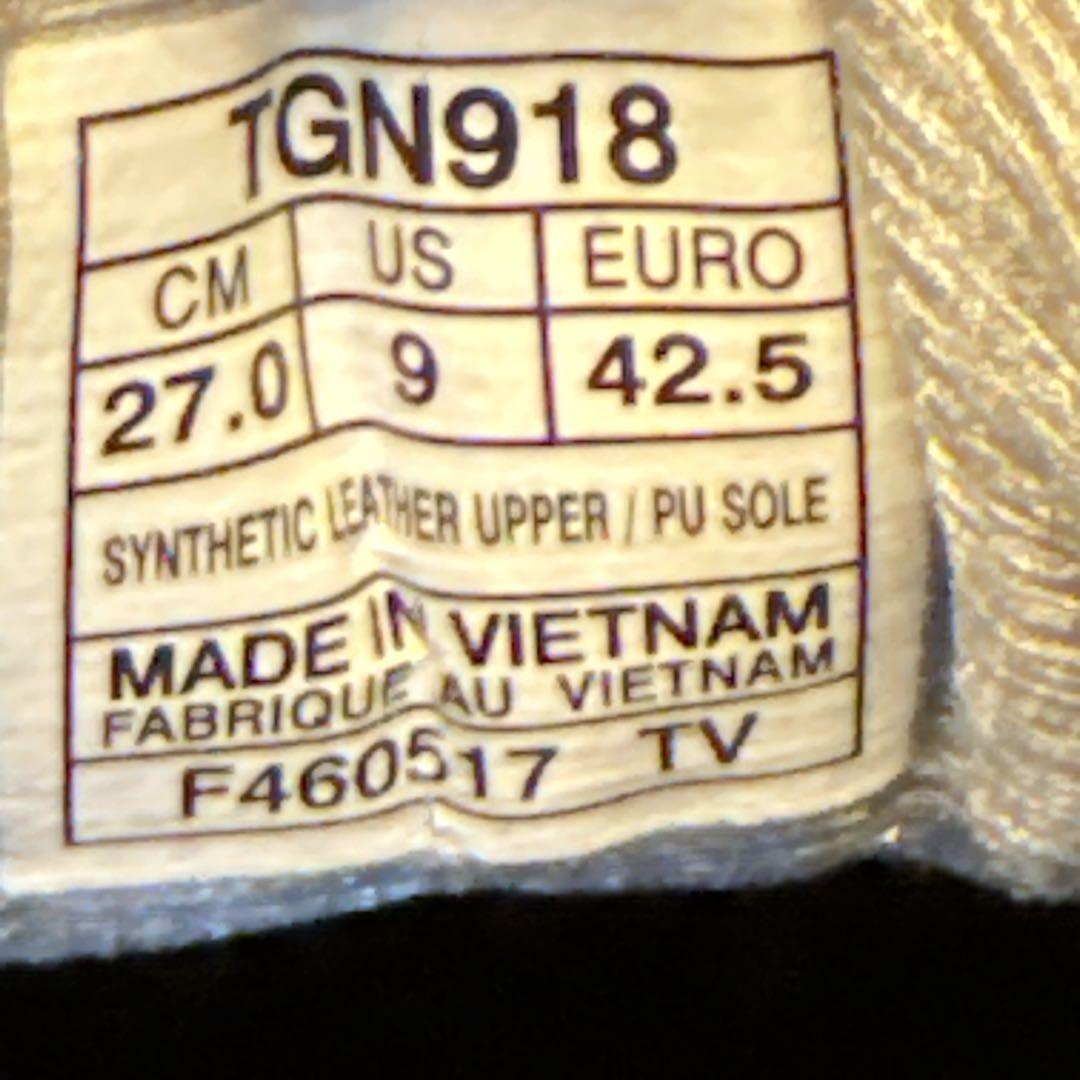 TGN918
CM US EURO
27.0 9 42.5
SYNTHETIC LEATHER UPPER / PU SOLE
MADE IN VIETNAM
FABRIQUE AU VIETNAM
F460517 TV